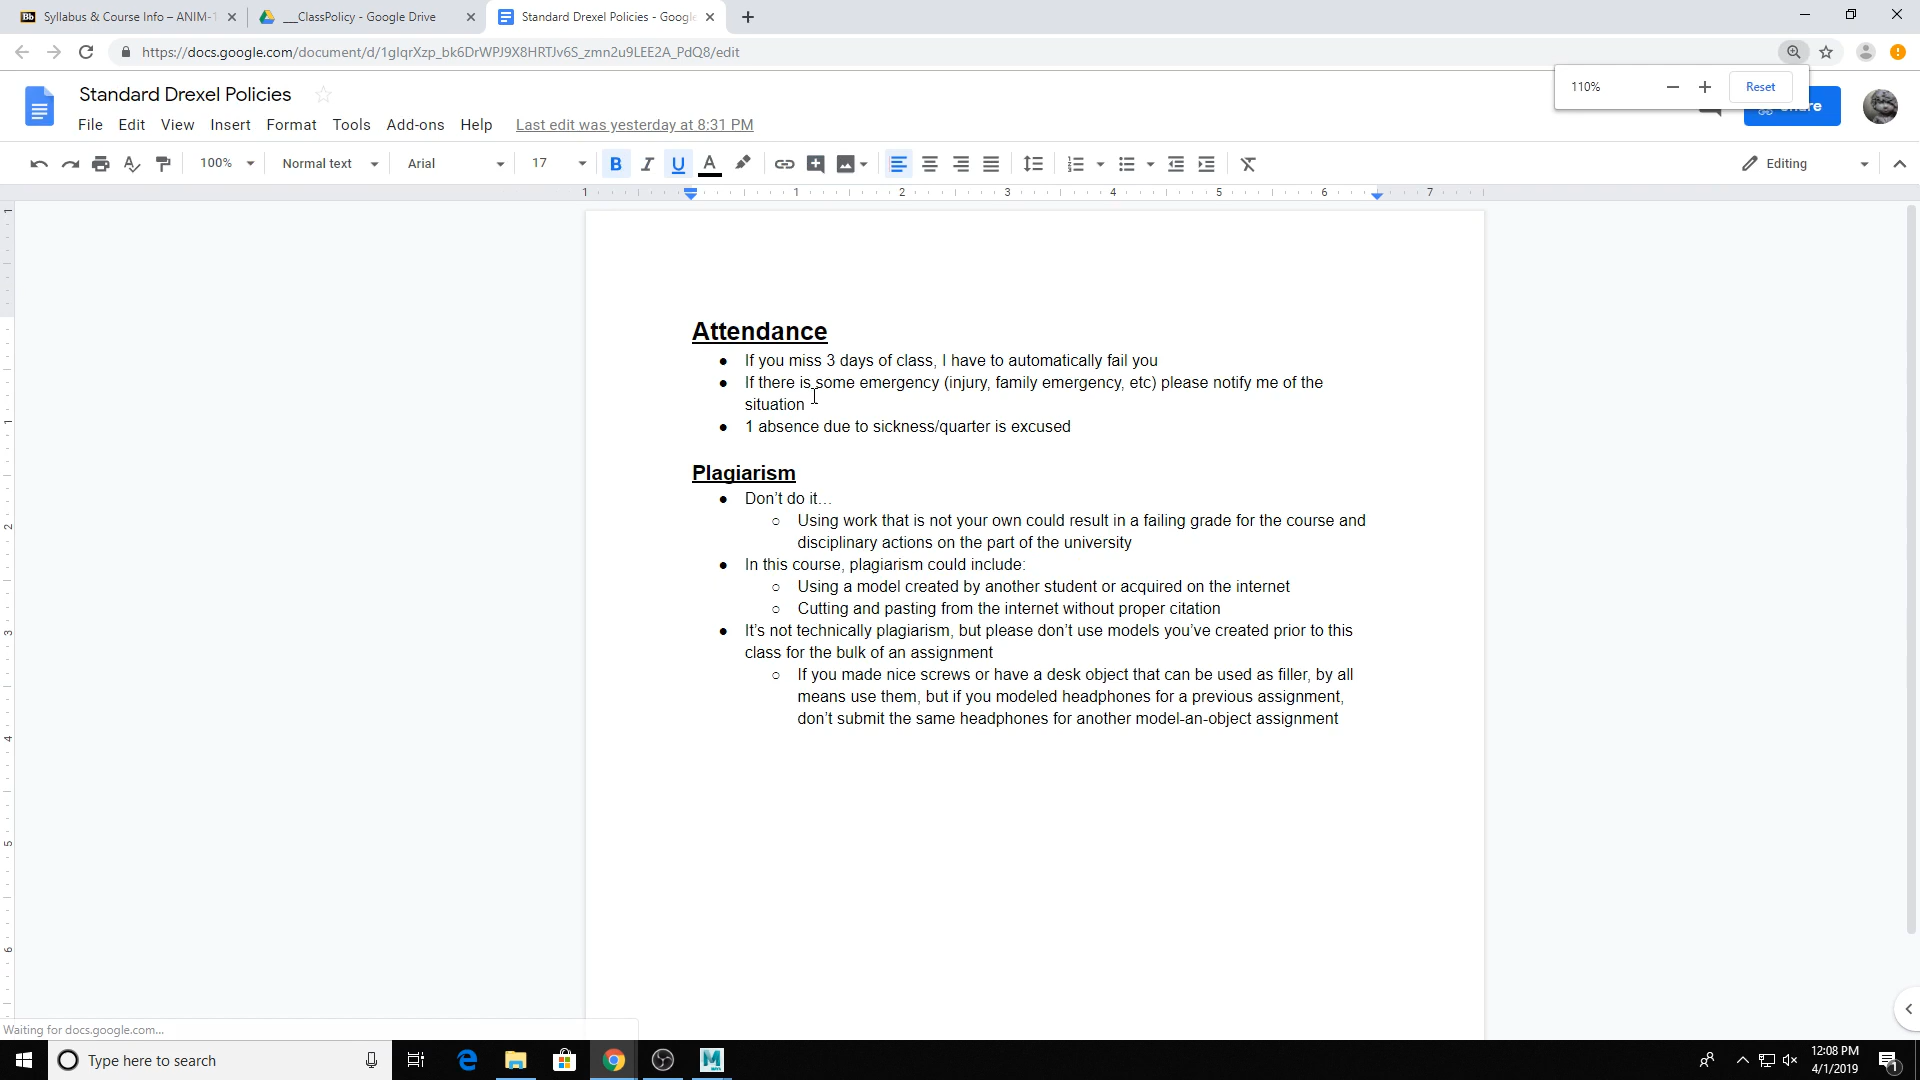 Syllabus & Course Info – ANIM-1
___ClassPolicy - Google Drive
Standard Drexel Policies - Google
https://docs.google.com/document/d/1glqrXzp_bk6DrWPJ9X8HRTJv6S_zmn2u9LEE2A_PdQ8/edit
110%
Reset
Standard Drexel Policies
File Edit View Insert Format Tools Add-ons Help Last edit was yesterday at 8:31 PM
100% Normal text Arial 17 B I U A Editing
1 1 2 3 4 5 6 7
Attendance
● If you miss 3 days of class, I have to automatically fail you
● If there is some emergency (injury, family emergency, etc) please notify me of the
situation
● 1 absence due to sickness/quarter is excused
Plagiarism
● Don't do it…
○ Using work that is not your own could result in a failing grade for the course and
disciplinary actions on the part of the university
● In this course, plagiarism could include:
○ Using a model created by another student or acquired on the internet
○ Cutting and pasting from the internet without proper citation
● It's not technically plagiarism, but please don't use models you've created prior to this
class for the bulk of an assignment
○ If you made nice screws or have a desk object that can be used as filler, by all
means use them, but if you modeled headphones for a previous assignment,
don't submit the same headphones for another model-an-object assignment
Waiting for docs.google.com...
Type here to search
12:08 PM
4/1/2019